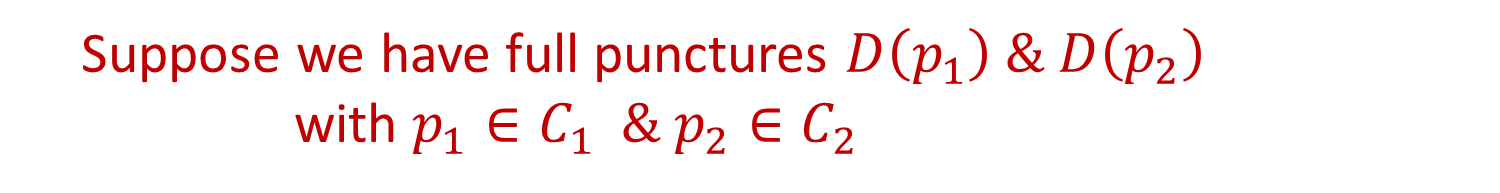 Suppose we have full punctures 𝐷(𝑝₁) & 𝐷(𝑝₂)
with 𝑝₁ ∈ 𝐶₁ & 𝑝₂ ∈ 𝐶₂